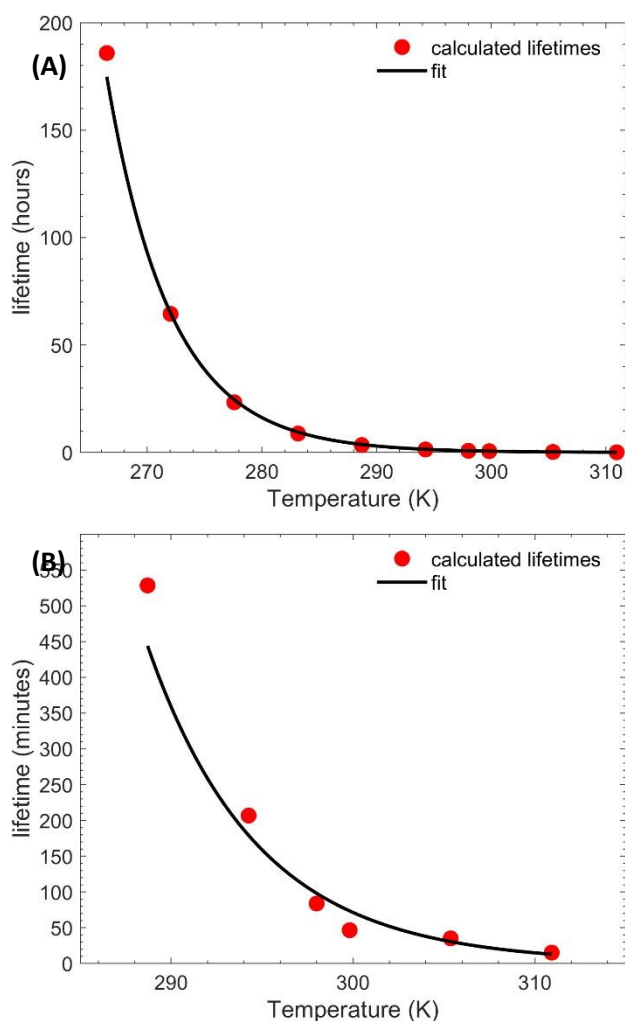 200
(A)
calculated lifetimes
fit
150
100
50
0
lifetime (hours)
270
280
290
300
310
Temperature (K)
(B)
calculated lifetimes
fit
550
500
450
400
350
300
250
200
150
100
50
0
lifetime (minutes)
290
300
310
Temperature (K)